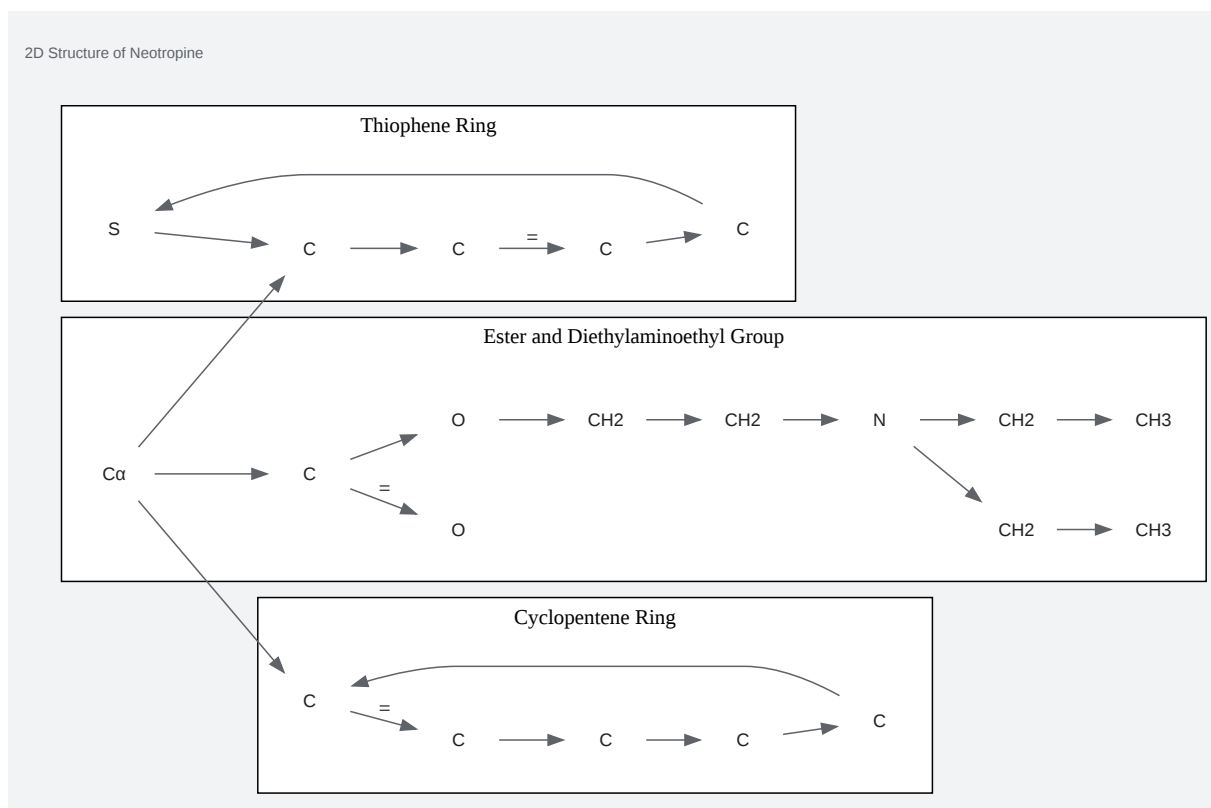 2D Structure of Neotropine
Thiophene Ring
S
C
C
=
C
C
Ester and Diethylaminoethyl Group
O
CH2
CH2
N
CH2
CH3
Cα
C
=
O
CH2
CH3
Cyclopentene Ring
C
=
C
C
C
C